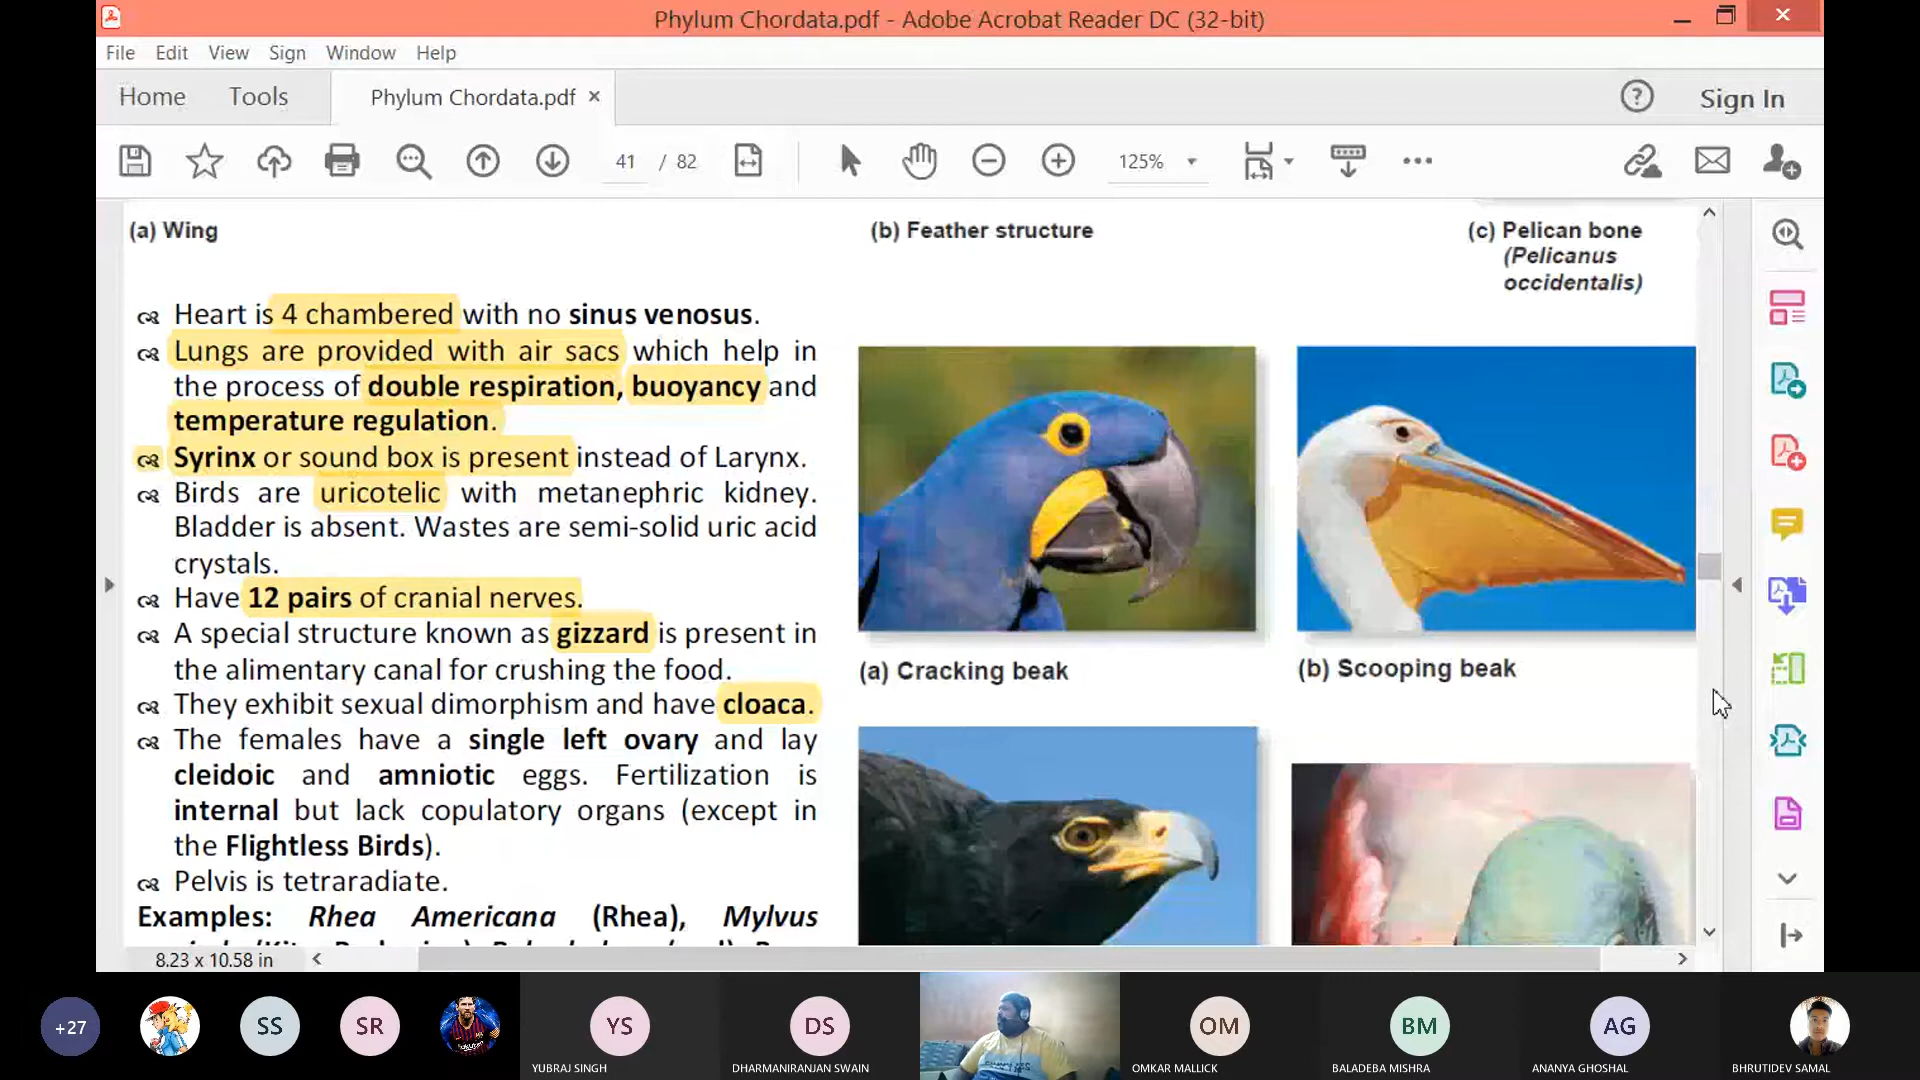 Phylum Chordata.pdf - Adobe Acrobat Reader DC (32-bit)
File Edit View Sign Window Help
Home Tools Phylum Chordata.pdf Sign In
41 / 82 125%
(a) Wing
(b) Feather structure
(c) Pelican bone
(Pelicanus
occidentalis)
Heart is 4 chambered with no sinus venosus.
Lungs are provided with air sacs which help in
the process of double respiration, buoyancy and
temperature regulation.
Syrinx or sound box is present instead of Larynx.
Birds are uricotelic with metanephric kidney.
Bladder is absent. Wastes are semi-solid uric acid
crystals.
Have 12 pairs of cranial nerves.
A special structure known as gizzard is present in
the alimentary canal for crushing the food.
They exhibit sexual dimorphism and have cloaca.
The females have a single left ovary and lay
cleidoic and amniotic eggs. Fertilization is
internal but lack copulatory organs (except in
the Flightless Birds).
Pelvis is tetraradiate.
Examples: Rhea Americana (Rhea), Mylvus
(a) Cracking beak
(b) Scooping beak
8.23 x 10.58 in
+27
SS
SR
YS
YUBRAJ SINGH
DS
DHARMANIRANJAN SWAIN
OM
OMKAR MALLICK
BM
BALADEBA MISHRA
AG
ANANYA GHOSHAL
BHRUTIDEV SAMAL